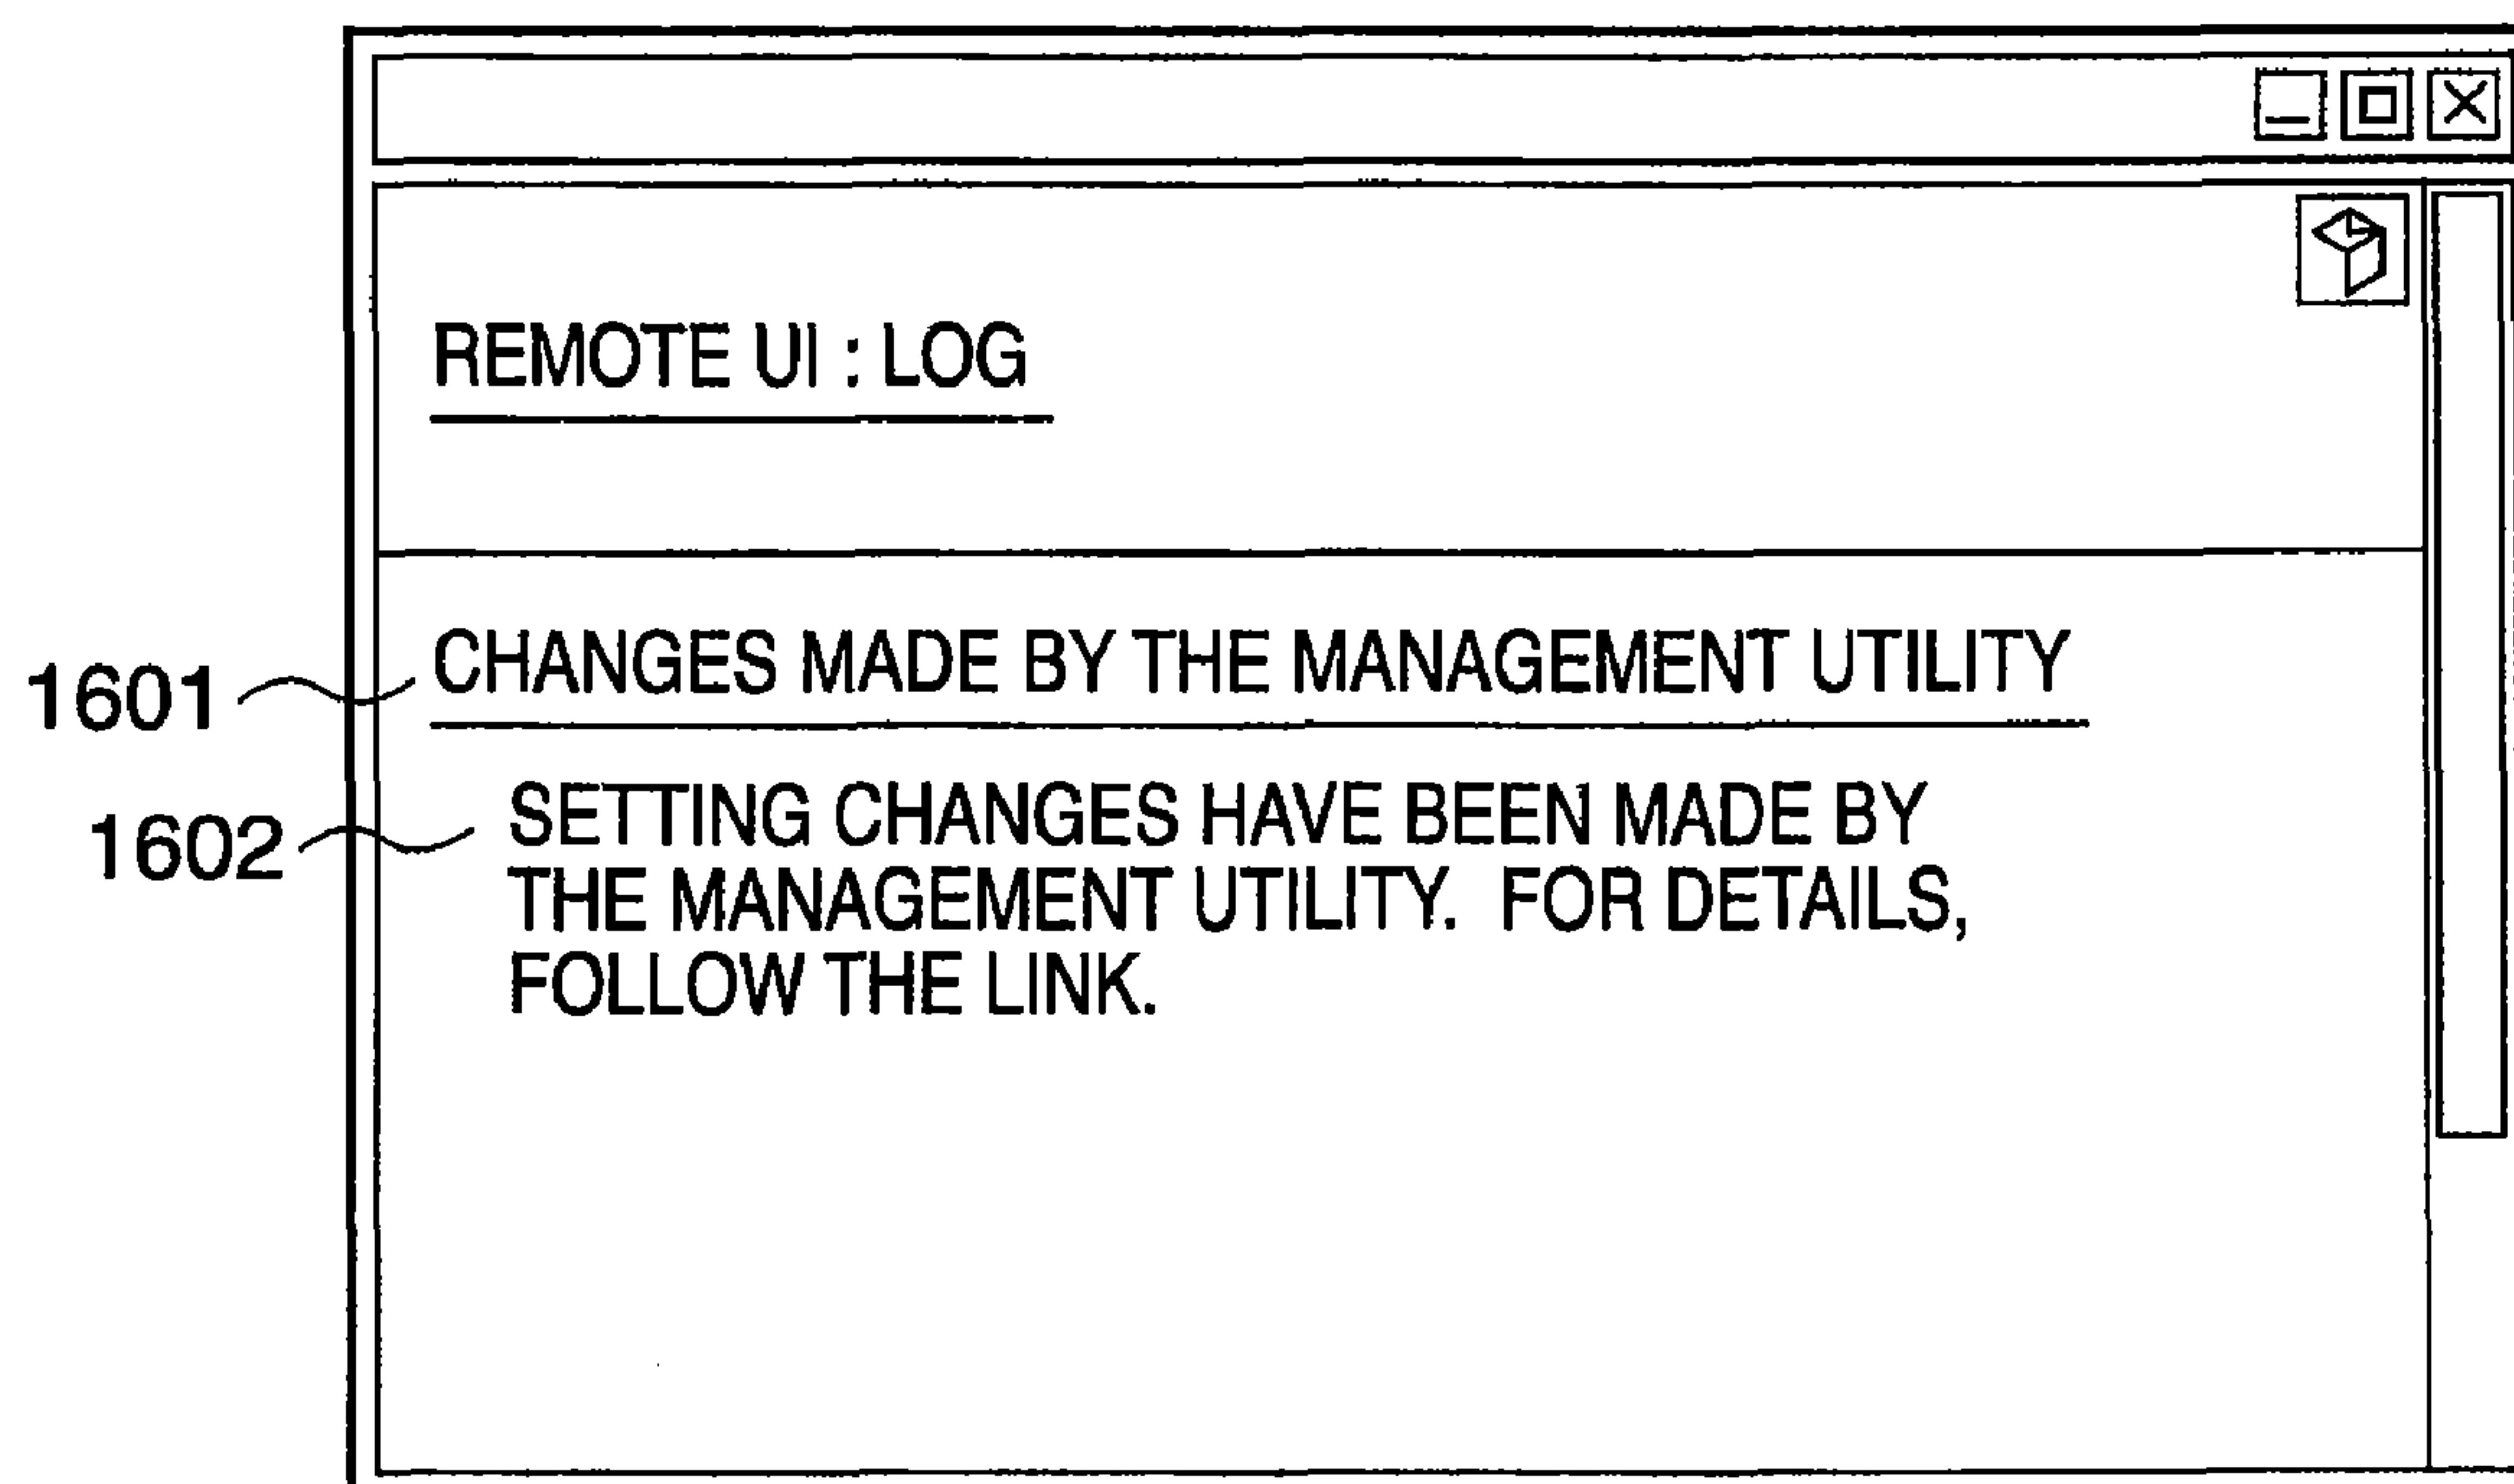 REMOTE UI : LOG
1601
CHANGES MADE BY THE MANAGEMENT UTILITY
1602
SETTING CHANGES HAVE BEEN MADE BY
THE MANAGEMENT UTILITY. FOR DETAILS,
FOLLOW THE LINK.